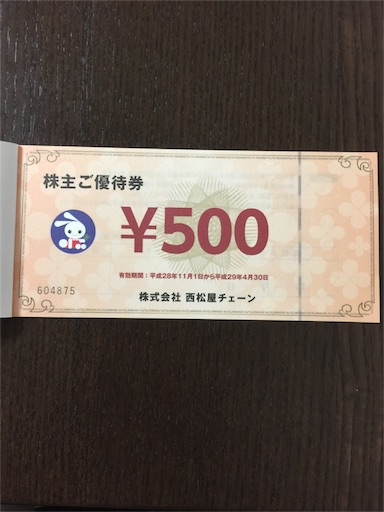 株主ご優待券
¥500
有効期間：平成28年11月1日から平成29年4月30日
604875
株式会社 西松屋チェーン